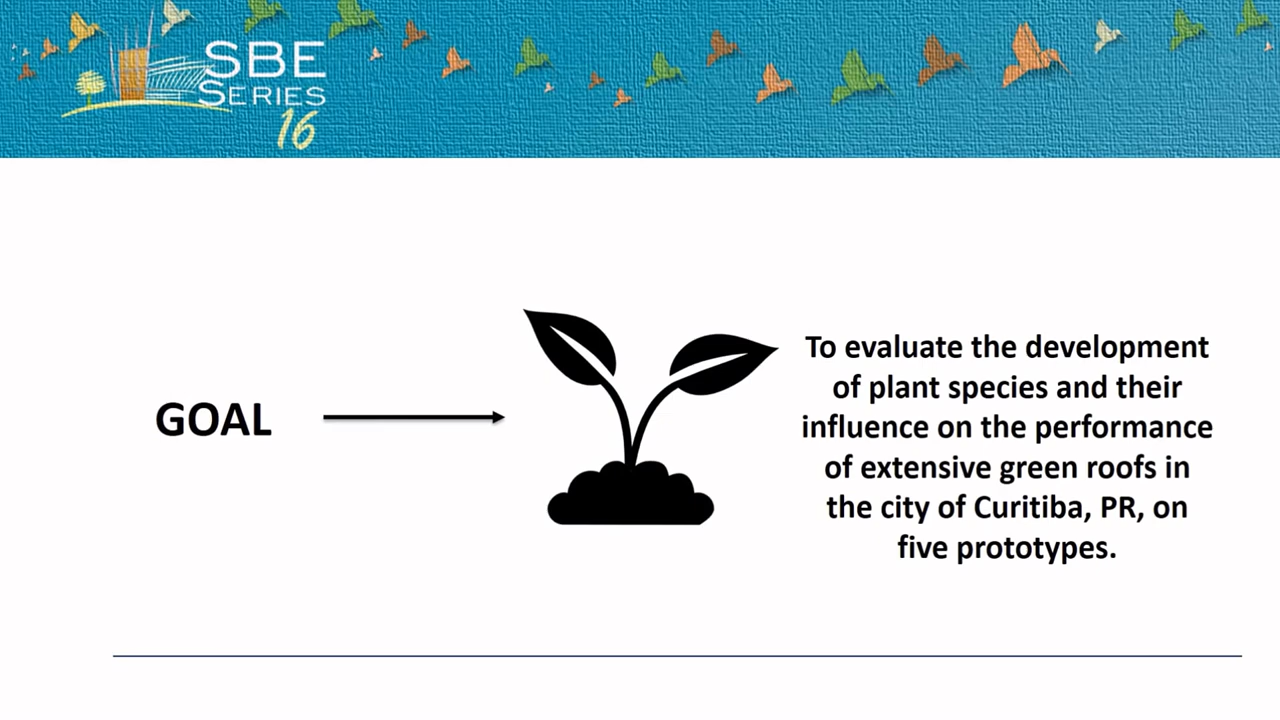 SBE
SERIES
16
GOAL
To evaluate the development
of plant species and their
influence on the performance
of extensive green roofs in
the city of Curitiba, PR, on
five prototypes.